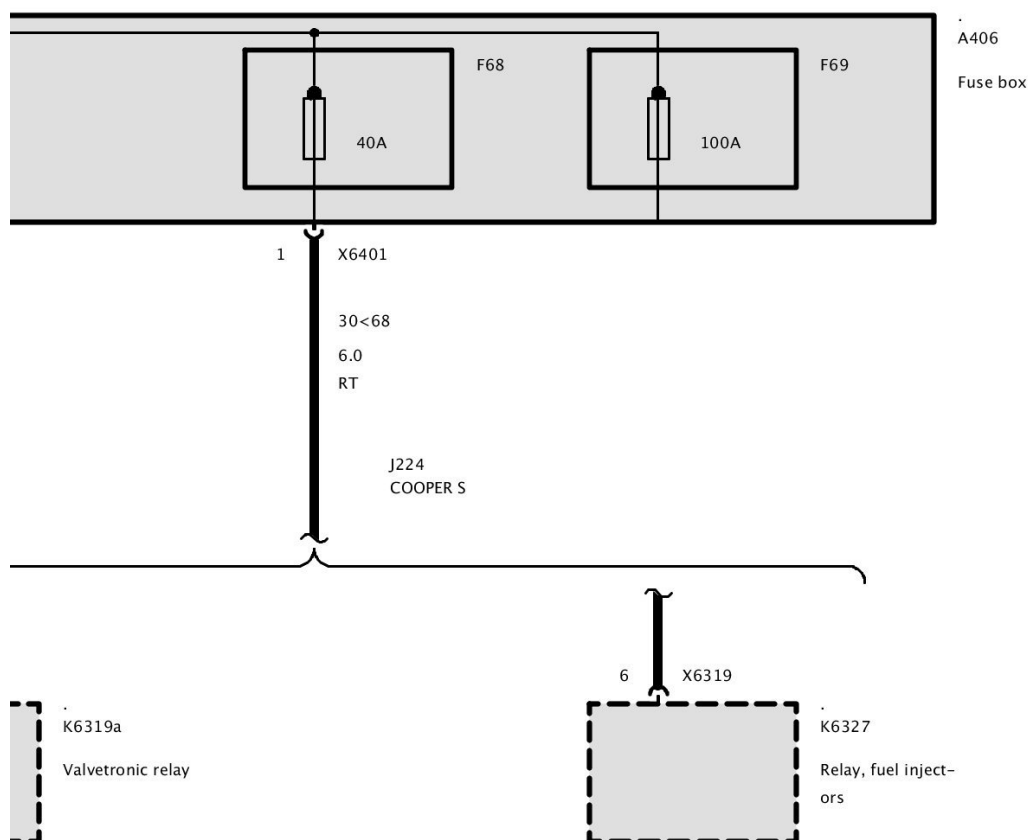 .
A406
F68
F69
Fuse box
40A
100A
1
X6401
30<68
6.0
RT
J224
COOPER S
6
X6319
.
K6319a
.
K6327
Valvetronic relay
Relay, fuel inject-
ors